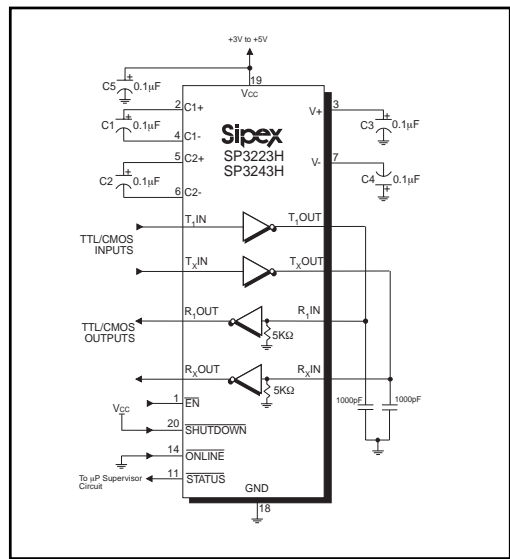 +3V to +5V
C5
+
0.1µF
19
VCC
2
C1+
V+
3
C1
+
0.1µF
C3
+
0.1µF
4
C1-
Sipex
SP3223H
SP3243H
5
C2+
V-
7
C2
+
0.1µF
C4
0.1µF
+
6
C2-
T1IN
T1OUT
TTL/CMOS
INPUTS
TXIN
TXOUT
R1OUT
R1IN
TTL/CMOS
OUTPUTS
5KΩ
RXOUT
RXIN
5KΩ
1000pF
1000pF
1
EN
VCC
20
SHUTDOWN
14
ONLINE
To µP Supervisor
Circuit
11
STATUS
GND
18